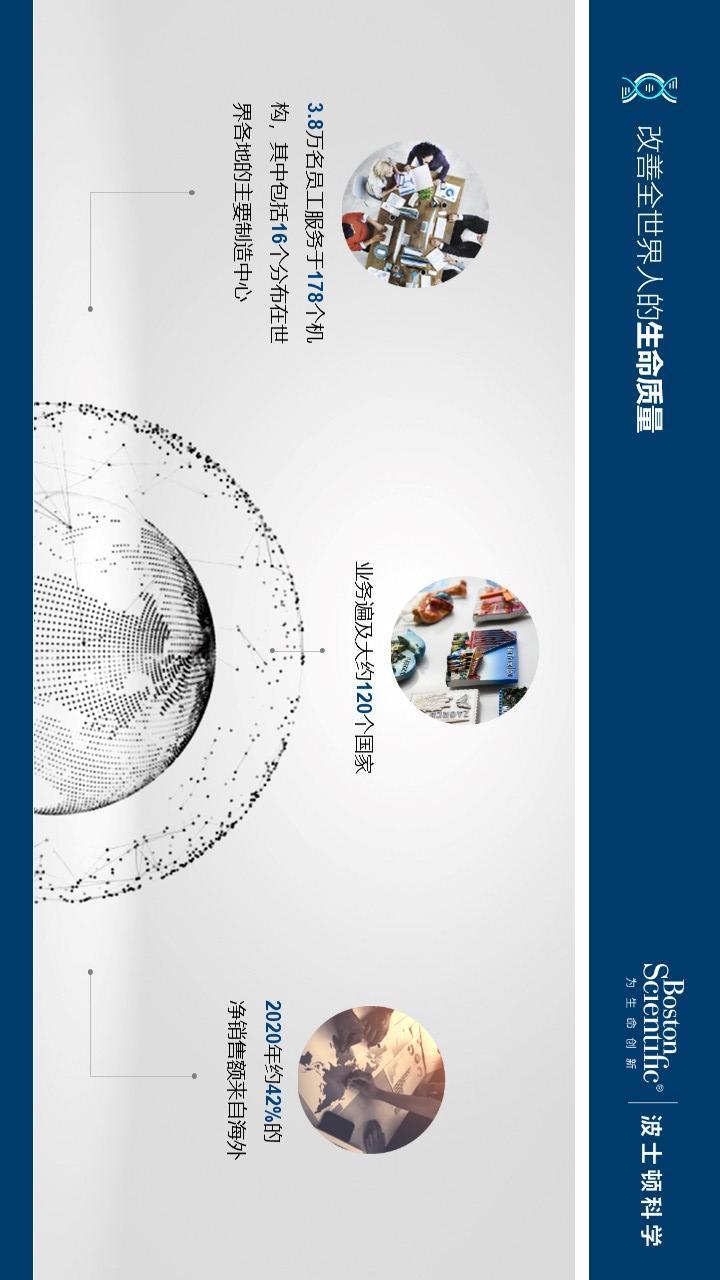 改善全世界人的生命质量
Boston
Scientific®
为生命创新
波士顿科学
3.8万名员工服务于178个机
构，其中包括16个分布在世
界各地的主要制造中心
业务遍及大约120个国家
2020年约42%的
净销售额来自海外